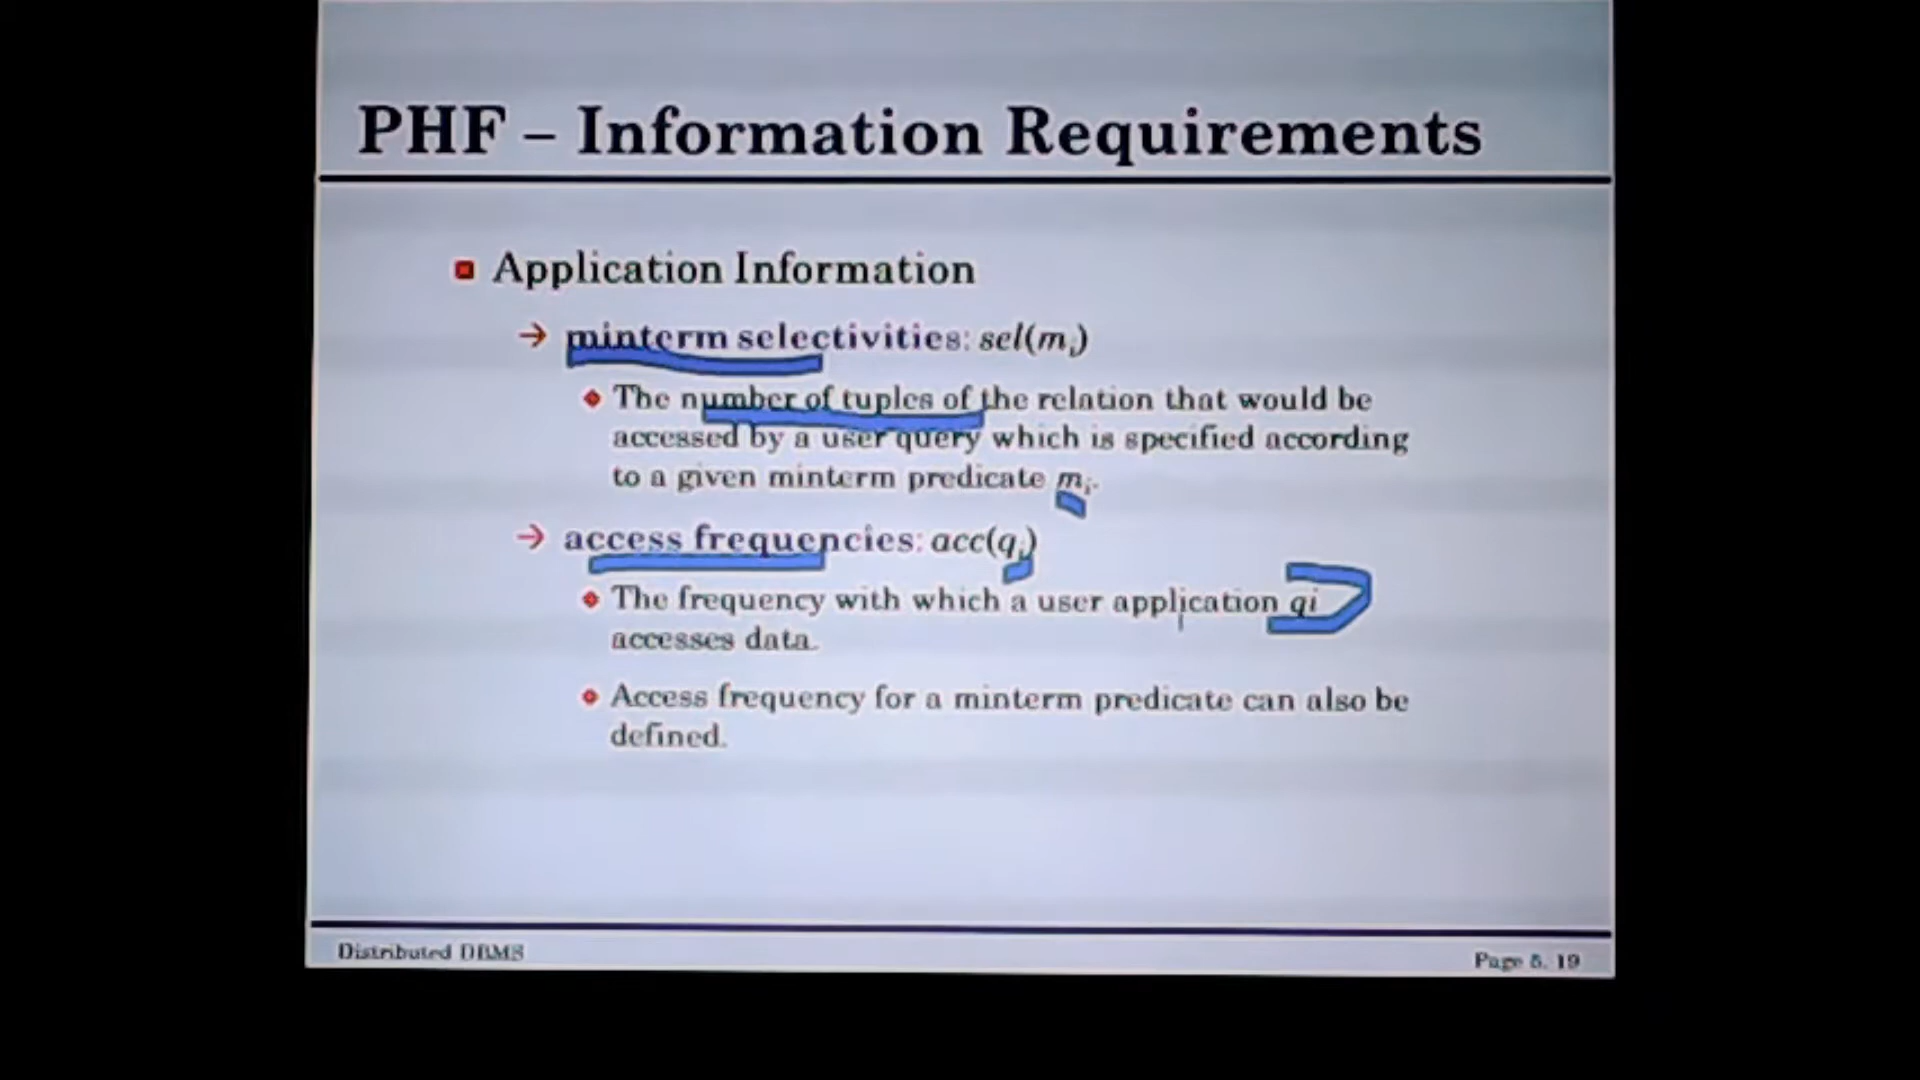 PHF – Information Requirements
Application Information
→ minterm selectivities: sel(mi)
The number of tuples of the relation that would be
accessed by a user query which is specified according
to a given minterm predicate mi.
→ access frequencies: acc(qi)
The frequency with which a user application qi
accesses data.
Access frequency for a minterm predicate can also be
defined.
Distributed DBMS
Page 5. 19